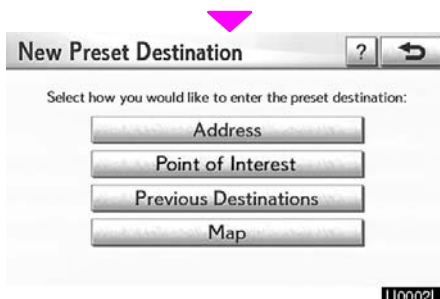 New Preset Destination ?
Select how you would like to enter the preset destination:
Address
Point of Interest
Previous Destinations
Map